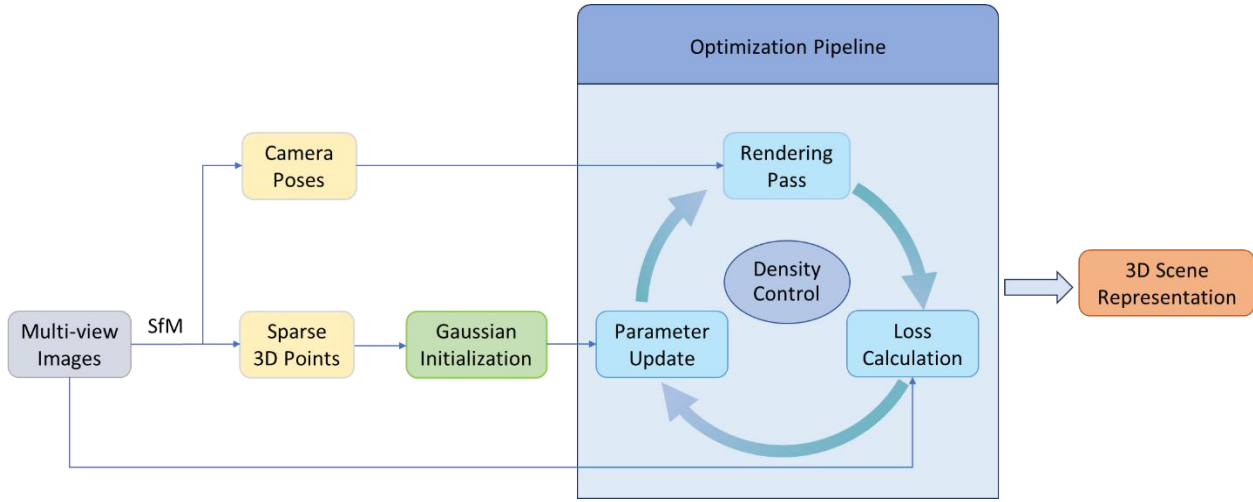 Optimization Pipeline
Camera
Poses
Rendering
Pass
Density
Control
3D Scene
Representation
Multi-view
Images
SfM
Sparse
3D Points
Gaussian
Initialization
Parameter
Update
Loss
Calculation